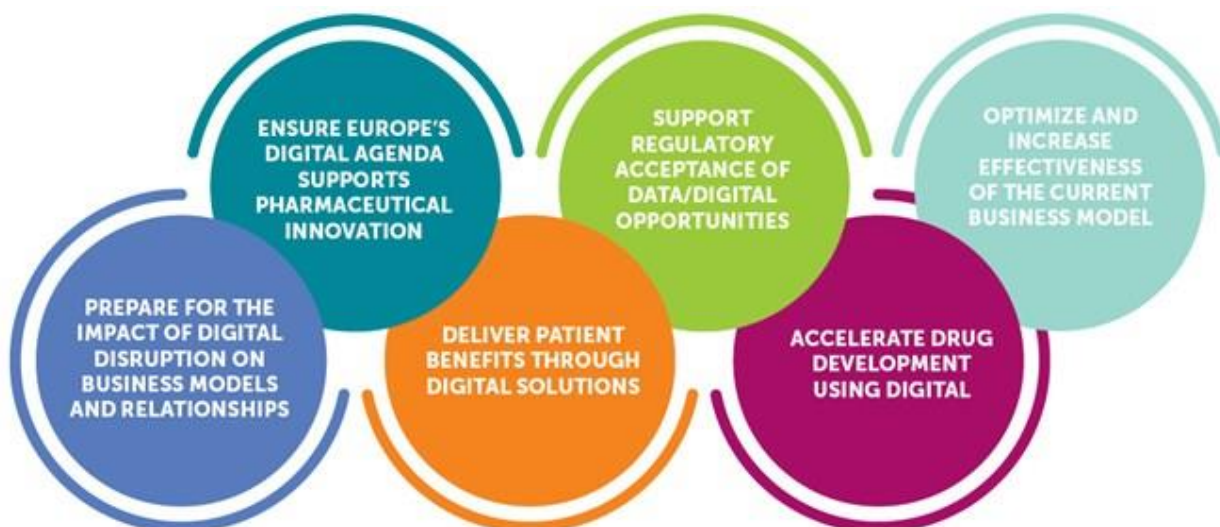 ENSURE EUROPE'S
DIGITAL AGENDA
SUPPORTS
PHARMACEUTICAL
INNOVATION
SUPPORT
REGULATORY
ACCEPTANCE OF
DATA/DIGITAL
OPPORTUNITIES
OPTIMIZE AND
INCREASE
EFFECTIVENESS
OF THE CURRENT
BUSINESS MODEL
PREPARE FOR THE
IMPACT OF DIGITAL
DISRUPTION ON
BUSINESS MODELS
AND RELATIONSHIPS
DELIVER PATIENT
BENEFITS THROUGH
DIGITAL SOLUTIONS
ACCELERATE DRUG
DEVELOPMENT
USING DIGITAL